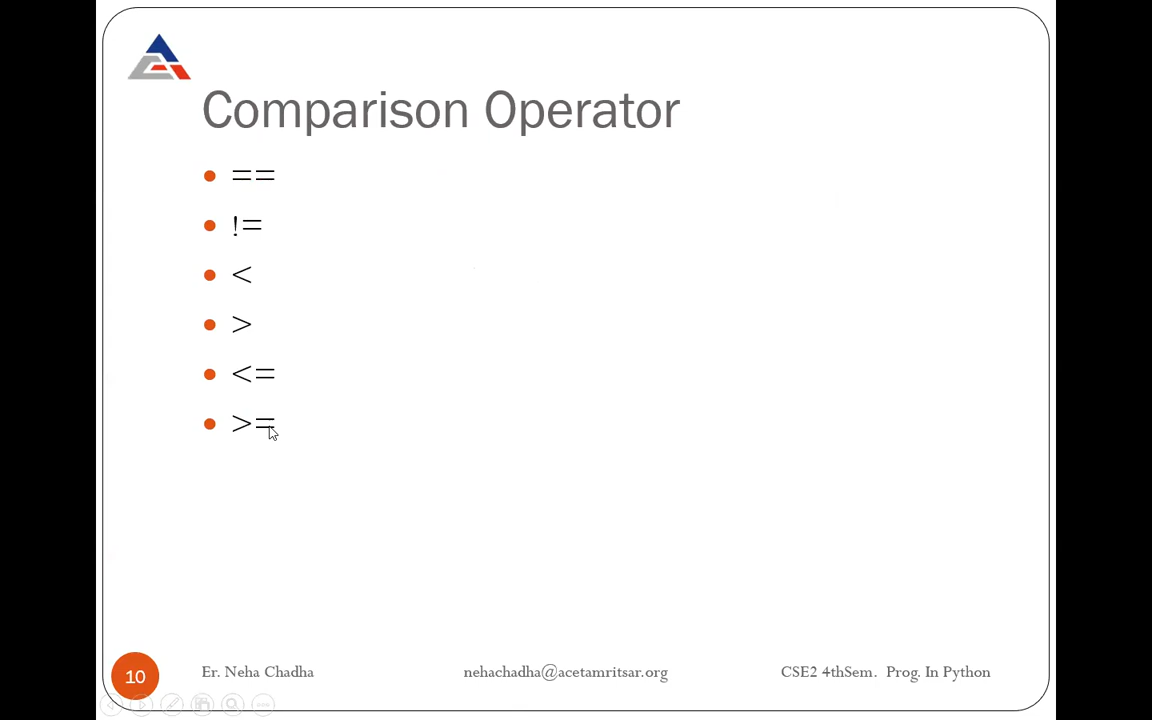 Comparison Operator
==
!=
<
>
<=
>=
10
Er. Neha Chadha
nehachadha@acetamritsar.org
CSE2 4thSem. Prog. In Python